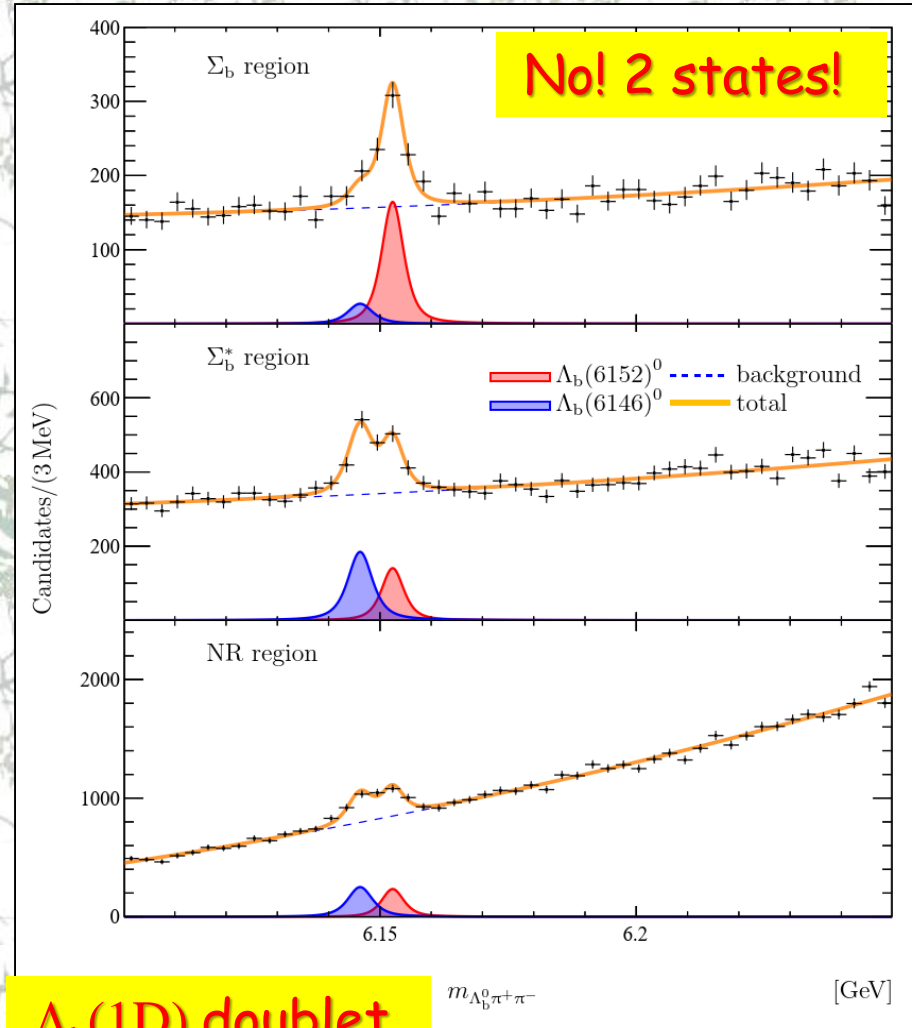 400
Σb region
No! 2 states!
300
200
100
Σb* region
600
Λb(6152)⁰
background
Λb(6146)⁰
total
400
200
Candidates/(3 MeV)
NR region
2000
1000
0
6.15
6.2
mΛb⁰π⁺π⁻
[GeV]
(1D) doublet